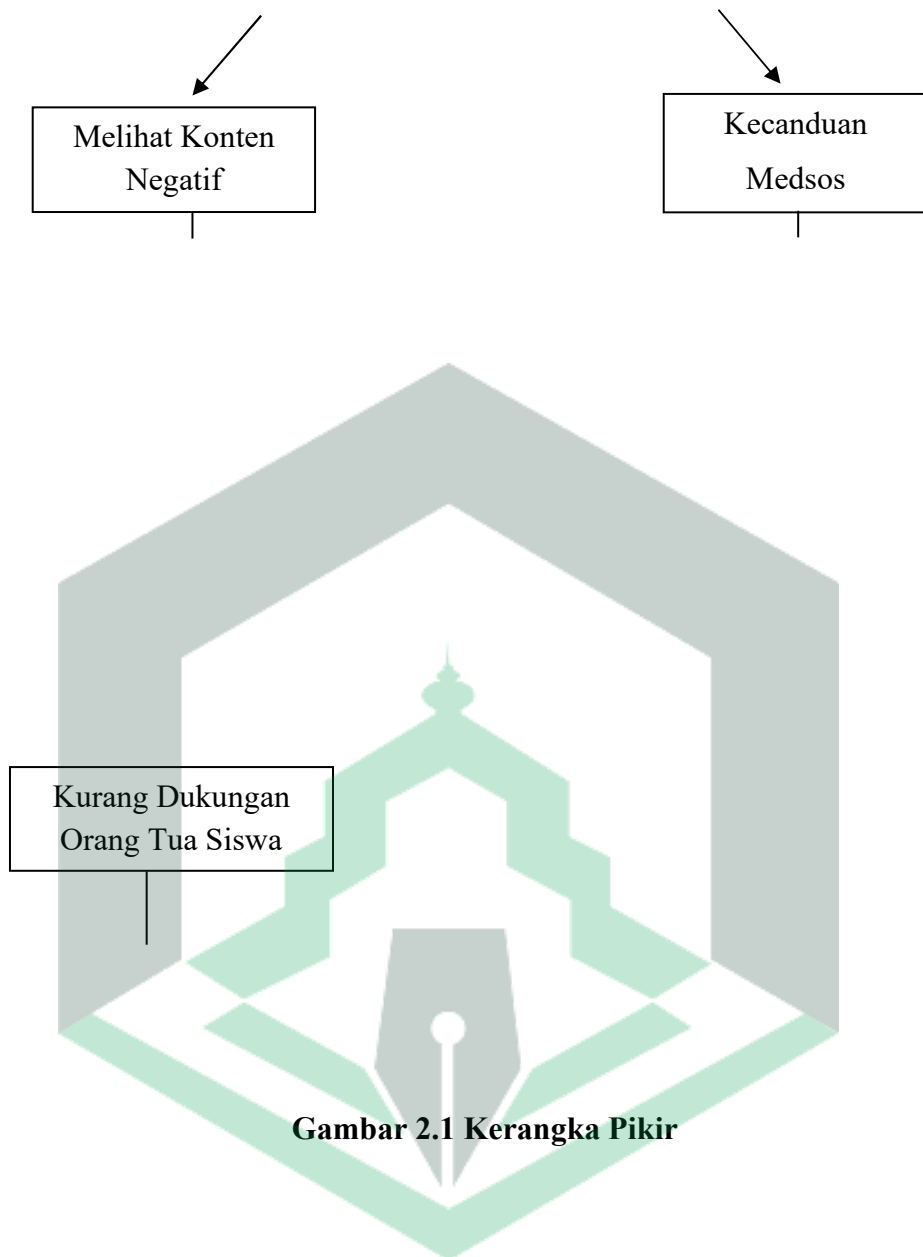 Melihat Konten
Negatif
Kecanduan
Medsos
Kurang Dukungan
Orang Tua Siswa
Gambar 2.1 Kerangka Pikir